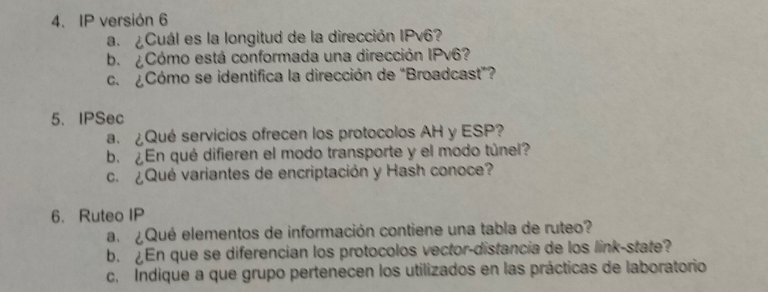 4. IP versión 6
a. ¿Cuál es la longitud de la dirección IPv6?
b. ¿Cómo está conformada una dirección IPv6?
c. ¿Cómo se identifica la dirección de "Broadcast"?
5. IPSec
a. ¿Qué servicios ofrecen los protocolos AH y ESP?
b. ¿En qué difieren el modo transporte y el modo túnel?
c. ¿Qué variantes de encriptación y Hash conoce?
6. Ruteo IP
a. ¿Qué elementos de información contiene una tabla de ruteo?
b. ¿En que se diferencian los protocolos vector-distancia de los link-state?
c. Indique a que grupo pertenecen los utilizados en las prácticas de laboratorio